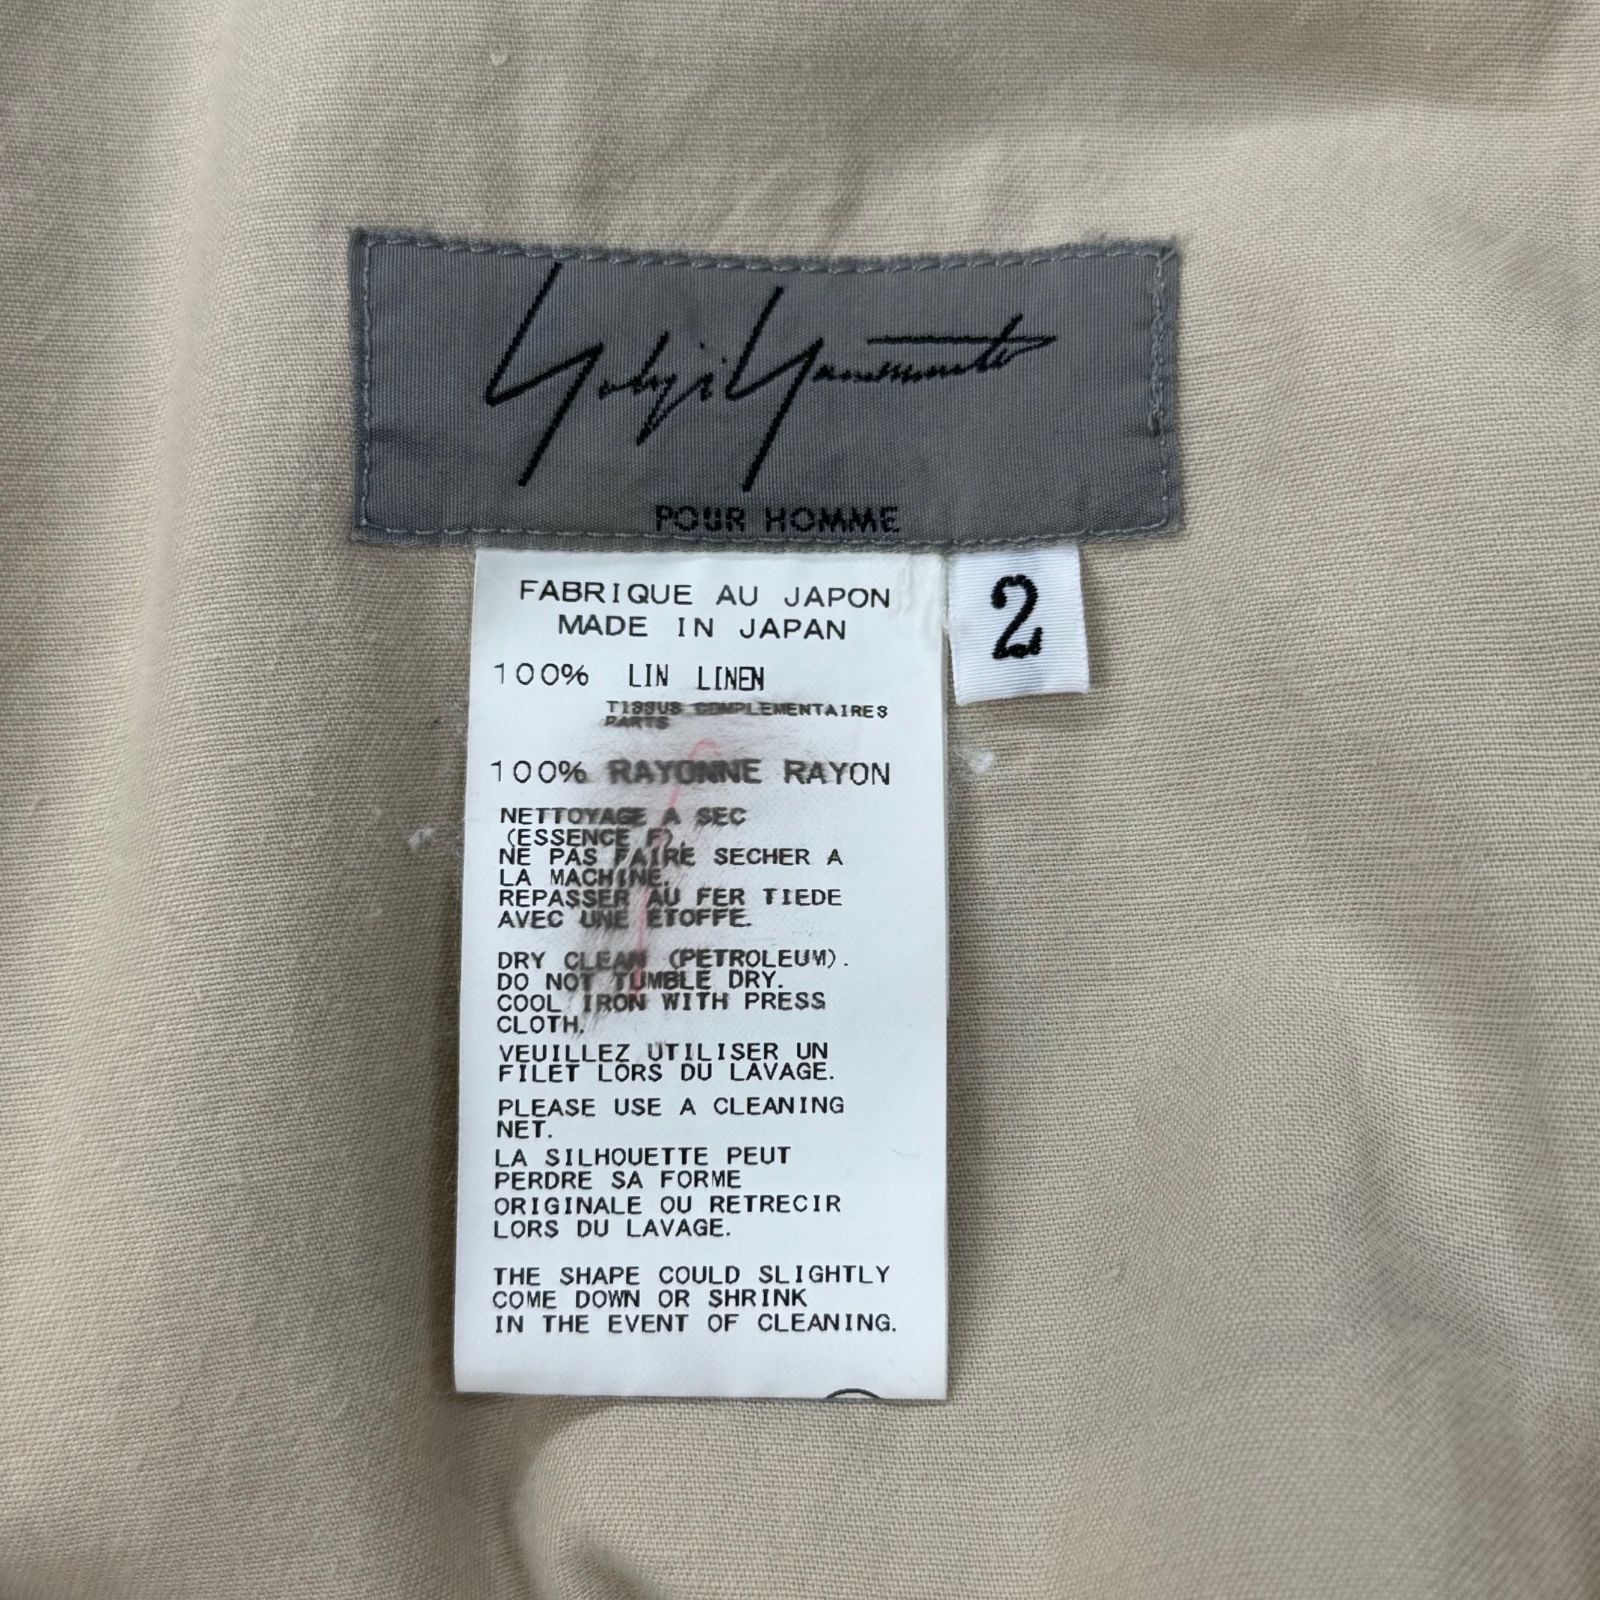 Yohji Yamamoto
POUR HOMME
2
FABRIQUE AU JAPON
MADE IN JAPAN
100% LIN LINEN
TISSUS COMPLEMENTAIRES
PARTS
100% RAYONNE RAYON
NETTOYAGE A SEC
(ESSENCE F).
NE PAS FAIRE SECHER A
LA MACHINE.
REPASSER AU FER TIEDE
AVEC UNE ETOFFE.
DRY CLEAN (PETROLEUM).
DO NOT TUMBLE DRY.
COOL IRON WITH PRESS
CLOTH.
VEUILLEZ UTILISER UN
FILET LORS DU LAVAGE.
PLEASE USE A CLEANING
NET.
LA SILHOUETTE PEUT
PERDRE SA FORME
ORIGINALE OU RETRECIR
LORS DU LAVAGE.
THE SHAPE COULD SLIGHTLY
COME DOWN OR SHRINK
IN THE EVENT OF CLEANING.